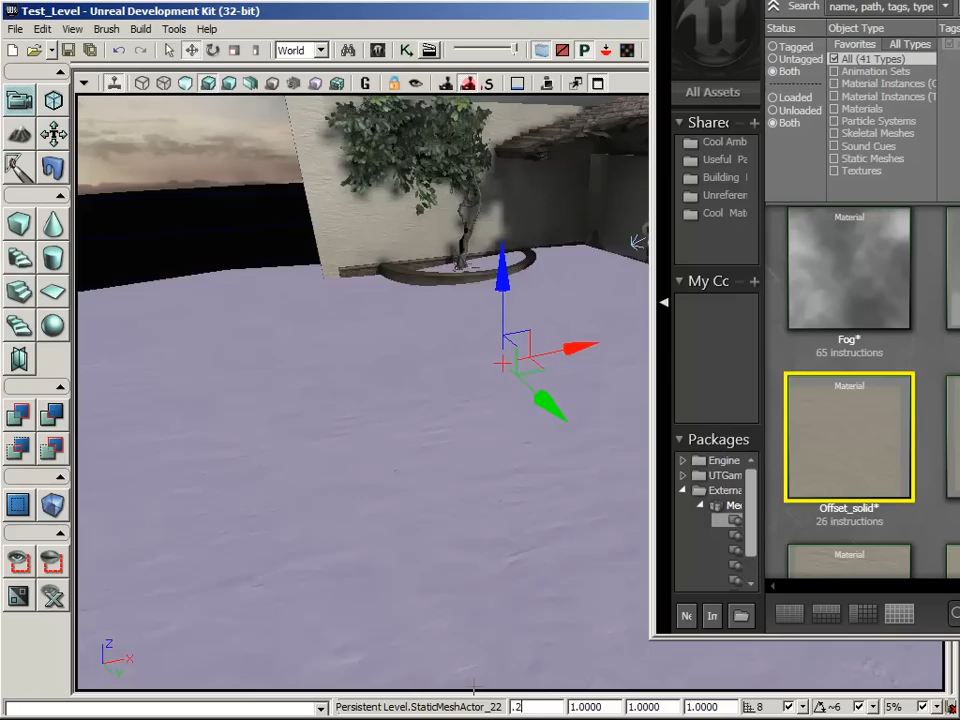 Test_Level - Unreal Development Kit (32-bit)
File Edit View Brush Build Tools Help
World
G S P
Search name, path, tags, type
Status Object Type Tags
Tagged Favorites All Types
Untagged All (41 Types)
Both Animation Sets
Material Instances (
Loaded Material Instances (T
Unloaded Materials
Both Particle Systems
Skeletal Meshes
Sound Cues
Static Meshes
Textures
All Assets
Shared
Cool Amb
Useful Pa
Building
Unreferen
Cool Mat
My Co
Packages
Engine
UTGam
Externa
Material
Fog*
65 instructions
Material
Offset_solid*
26 instructions
Material
Z
X
Y
Persistent Level.StaticMeshActor_22 .2 1.0000 1.0000 1.0000 8 ~6 5%